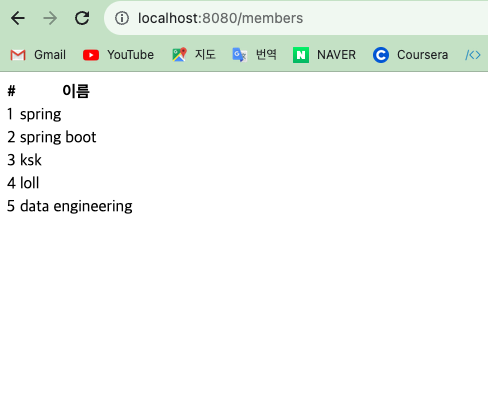 localhost:8080/members
Gmail YouTube 지도 번역 NAVER Coursera
# 이름
1 spring
2 spring boot
3 ksk
4 loll
5 data engineering